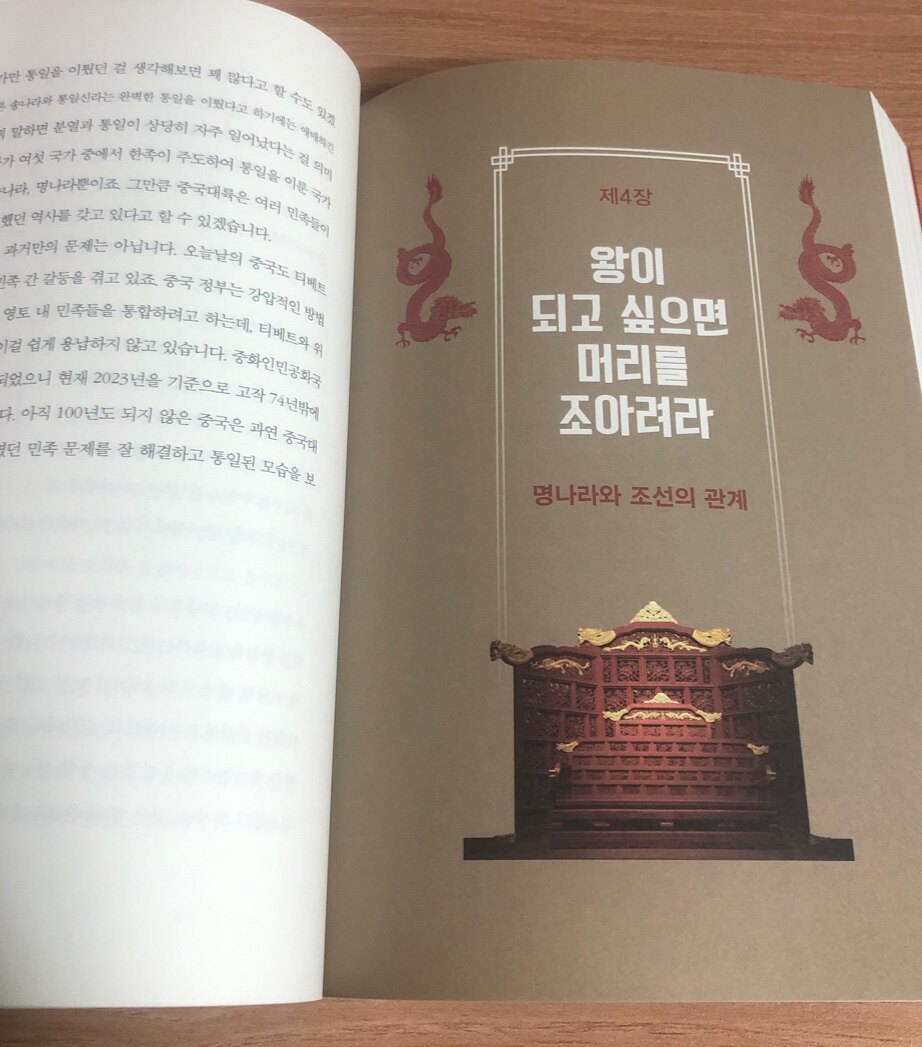 가만 통일을 이뤘던 걸 생각해보면 꽤 많다고 할 수도 있겠
송나라와 통일신라는 완벽한 통일을 이뤘다고 하기에는 애매하긴
말하면 분열과 통일이 상당히 자주 일어났다는 걸 의미
여섯 국가 중에서 한족이 주도하여 통일을 이룬 국가
명나라뿐이죠. 그만큼 중국대륙은 여러 민족들이
했던 역사를 갖고 있다고 할 수 있겠습니다.
과거만의 문제는 아닙니다. 오늘날의 중국도 티베트
민족 간 갈등을 겪고 있죠. 중국 정부는 강압적인 방법
영토 내 민족들을 통합하려고 하는데, 티베트와 위
이걸 쉽게 용납하지 않고 있습니다. 중화인민공화국
되었으니 현재 2023년을 기준으로 고작 74년밖에
다. 아직 100년도 되지 않은 중국은 과연 중국대
였던 민족 문제를 잘 해결하고 통일된 모습을 보
제4장
왕이
되고 싶으면
머리를
조아려라
명나라와 조선의 관계